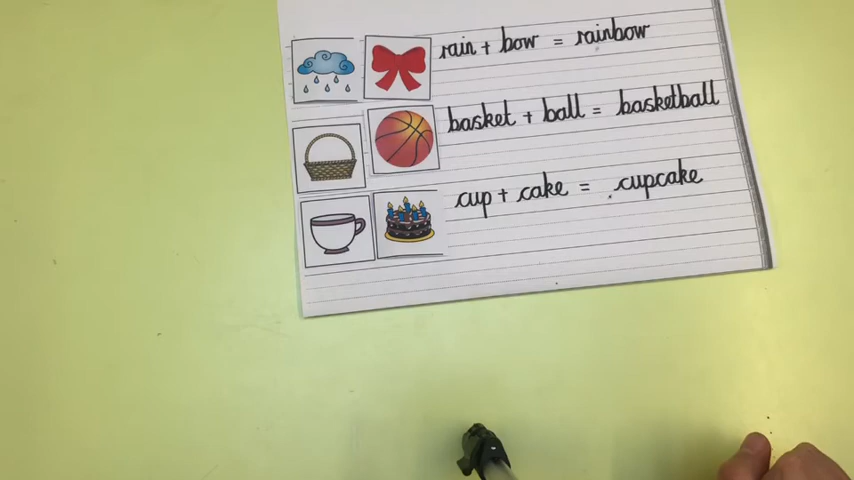 rain + bow = rainbow
basket + ball = basketball
cup + cake = cupcake